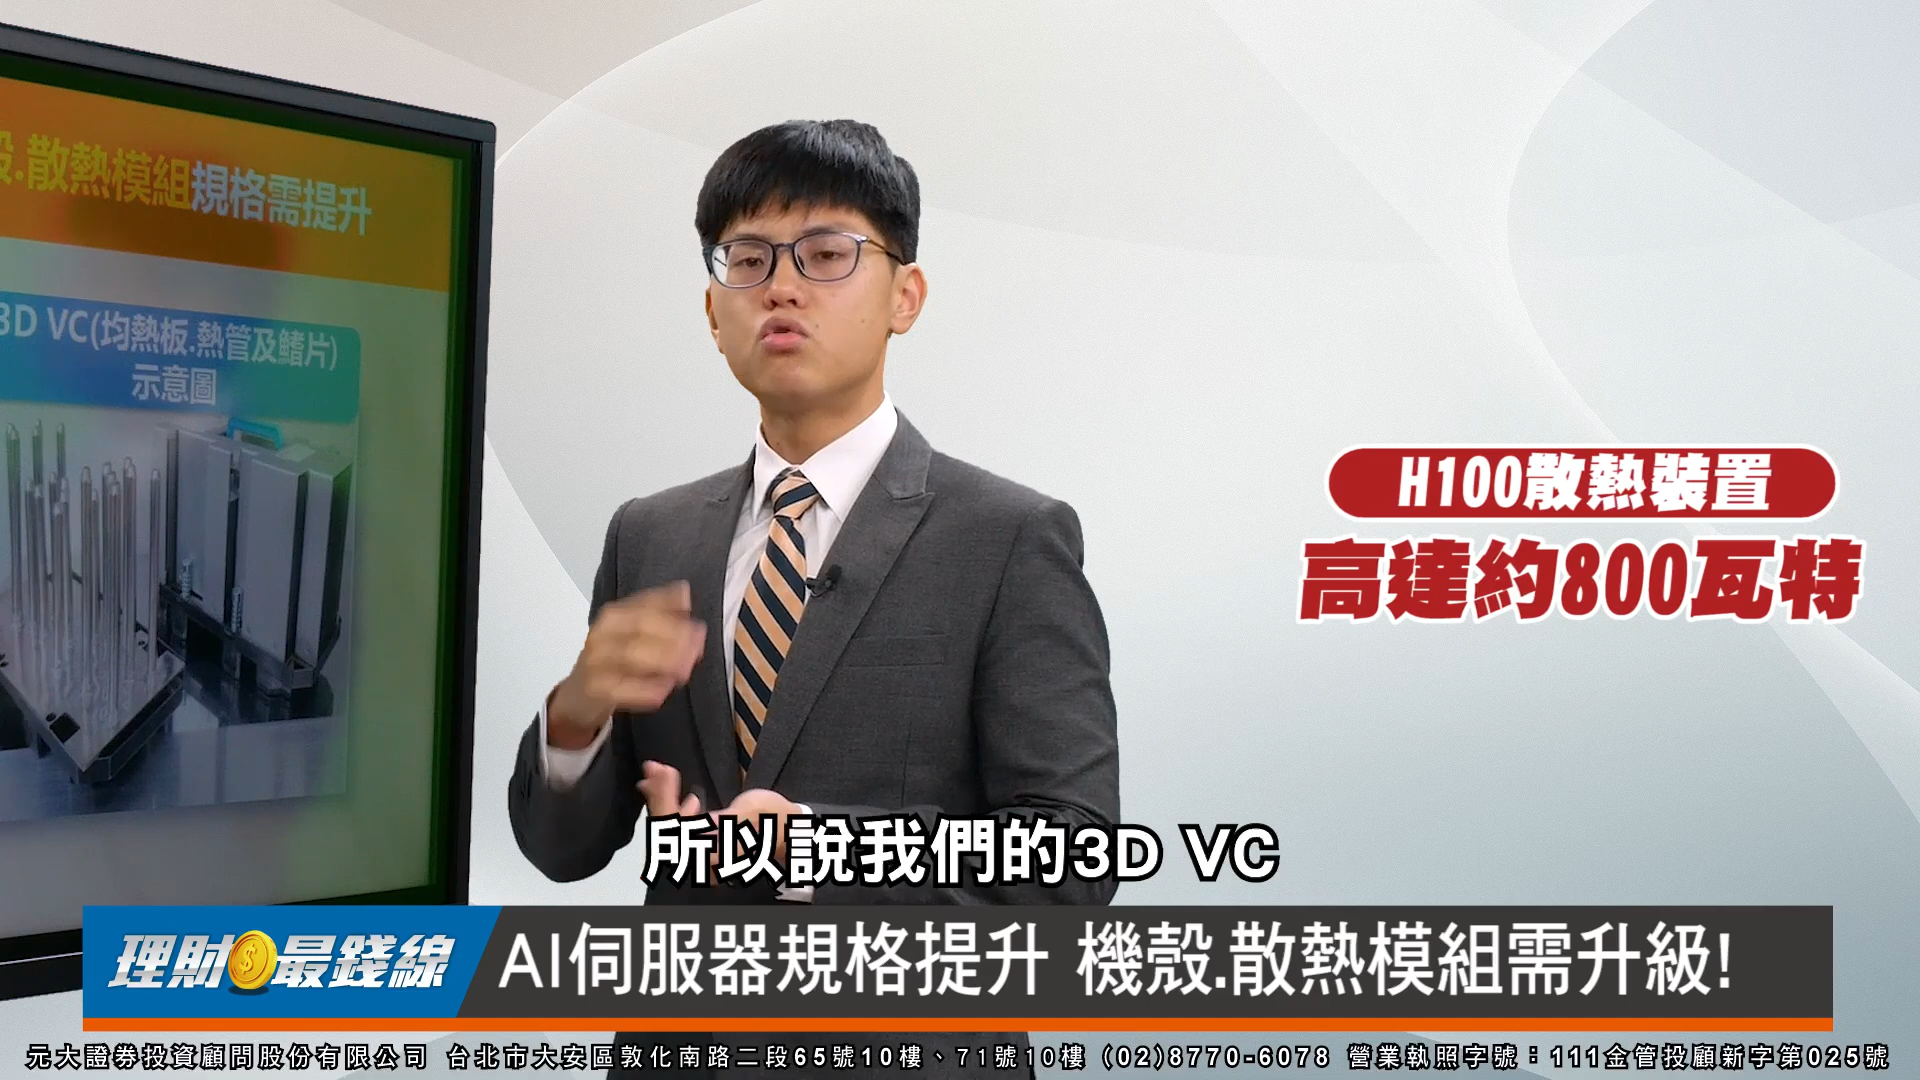 殼.散熱模組規格需提升
3D VC(均熱板.熱管及鰭片)
示意圖
H100散熱裝置
高達約800瓦特
所以說我們的3D VC
理財最錢線
AI伺服器規格提升 機殼.散熱模組需升級!
元大證券投資顧問股份有限公司 台北市大安區敦化南路二段65號10樓、71號10樓 (02)8770-6078 營業執照字號：111金管投顧新字第025號